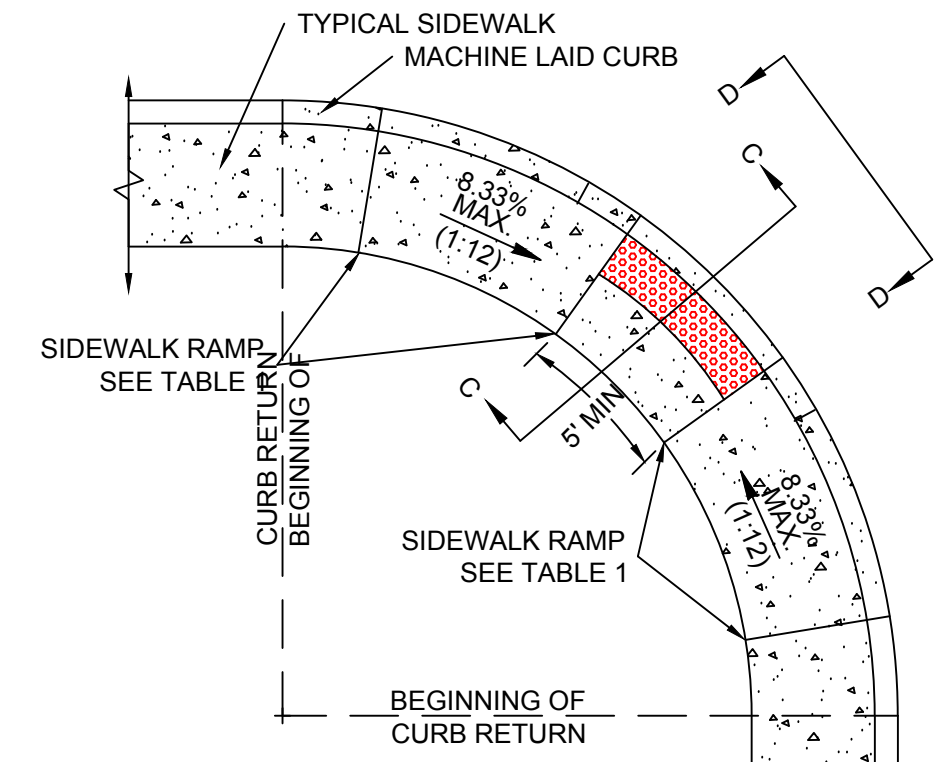 TYPICAL SIDEWALK
MACHINE LAID CURB
D
C
8.33%
MAX.
(1:12)
D
SIDEWALK RAMP
SEE TABLE 1
C
5' MIN
CURB RETURN
BEGINNING OF
8.33%
MAX.
(1:12)
SIDEWALK RAMP
SEE TABLE 1
BEGINNING OF
CURB RETURN